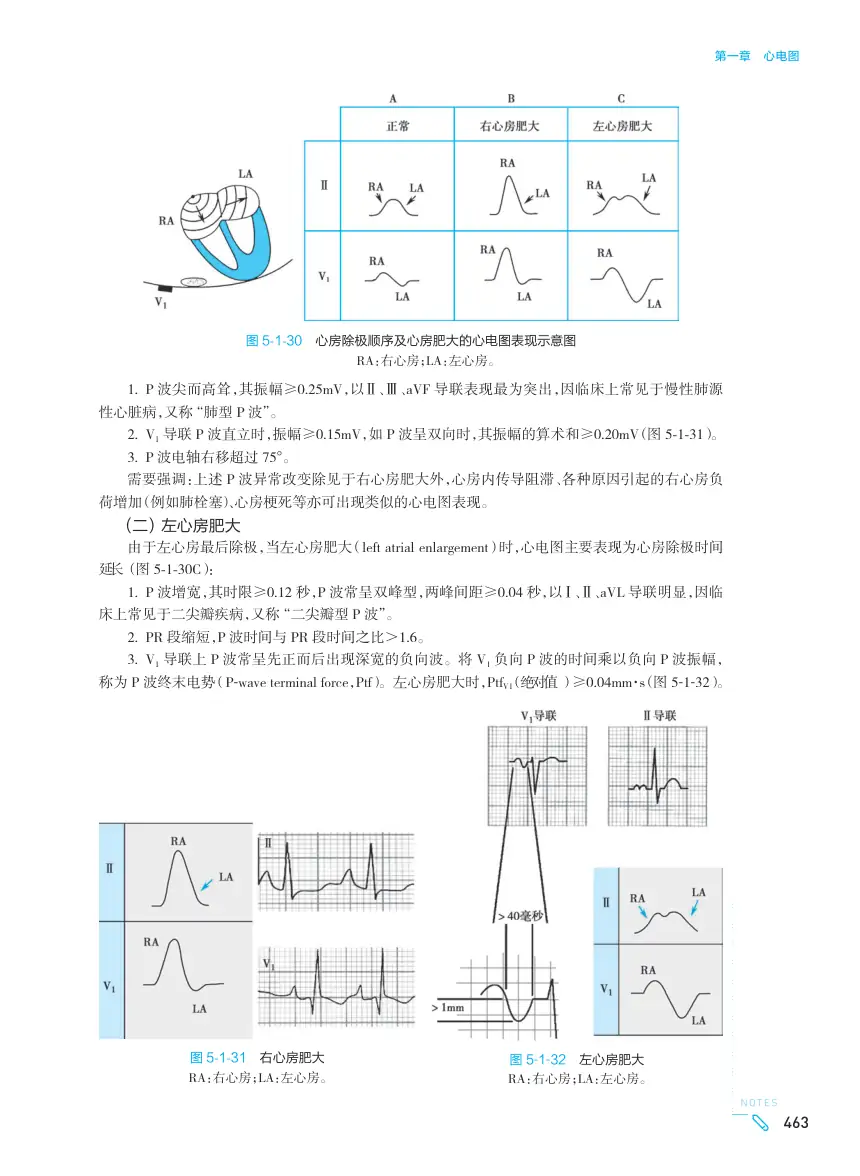 第一章 心电图
A B C
正常 右心房肥大 左心房肥大
LA
RA
V₁
Ⅱ
RA LA
RA
LA
RA
LA
V₁
RA
LA
RA
LA
RA
LA
图 5-1-30 心房除极顺序及心房肥大的心电图表现示意图
RA:右心房;LA:左心房。
1. P 波尖而高耸,其振幅≥0.25mV,以Ⅱ、Ⅲ、aVF 导联表现最为突出,因临床上常见于慢性肺源
性心脏病,又称“肺型 P 波”。
2. V₁ 导联 P 波直立时,振幅≥0.15mV,如 P 波呈双向时,其振幅的算术和≥0.20mV(图 5-1-31)。
3. P 波电轴右移超过 75°。
需要强调:上述 P 波异常改变除见于右心房肥大外,心房内传导阻滞、各种原因引起的右心房负
荷增加(例如肺栓塞)、心房梗死等亦可出现类似的心电图表现。
(二) 左心房肥大
由于左心房最后除极,当左心房肥大(left atrial enlargement)时,心电图主要表现为心房除极时间
延长(图 5-1-30C):
1. P 波增宽,其时限≥0.12 秒,P 波常呈双峰型,两峰间距≥0.04 秒,以Ⅰ、Ⅱ、aVL 导联明显,因临
床上常见于二尖瓣疾病,又称“二尖瓣型 P 波”。
2. PR 段缩短,P 波时间与 PR 段时间之比>1.6。
3. V₁ 导联上 P 波常呈先正而后出现深宽的负向波。将 V₁ 负向 P 波的时间乘以负向 P 波振幅,
称为 P 波终末电势(P-wave terminal force,Ptf)。左心房肥大时,Ptfv₁(绝对值)≥0.04mm·s(图 5-1-32)。
V₁导联 Ⅱ导联
Ⅱ
RA
LA
V₁
RA
LA
Ⅱ
V₁
>40毫秒
>1mm
Ⅱ
RA LA
V₁
RA
LA
图 5-1-31 右心房肥大
RA:右心房;LA:左心房。
图 5-1-32 左心房肥大
RA:右心房;LA:左心房。
NOTES
463